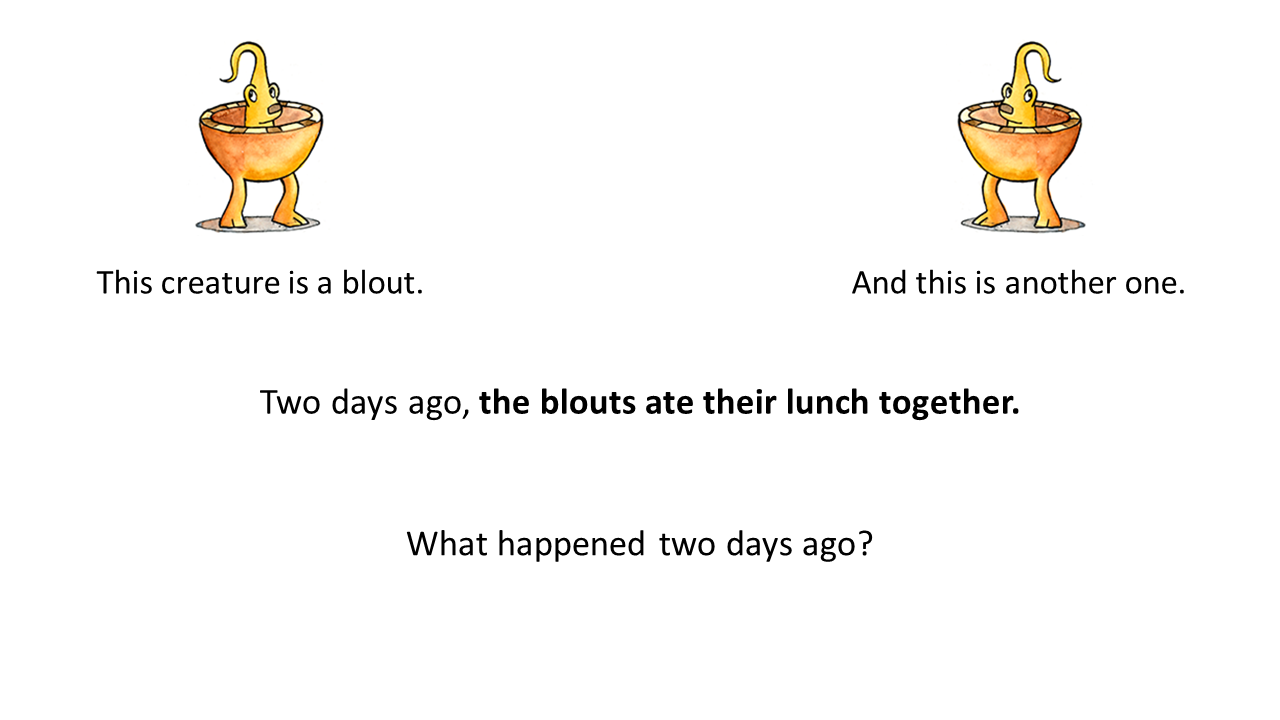 This creature is a blout.
And this is another one.
Two days ago, the blouts ate their lunch together.
What happened two days ago?